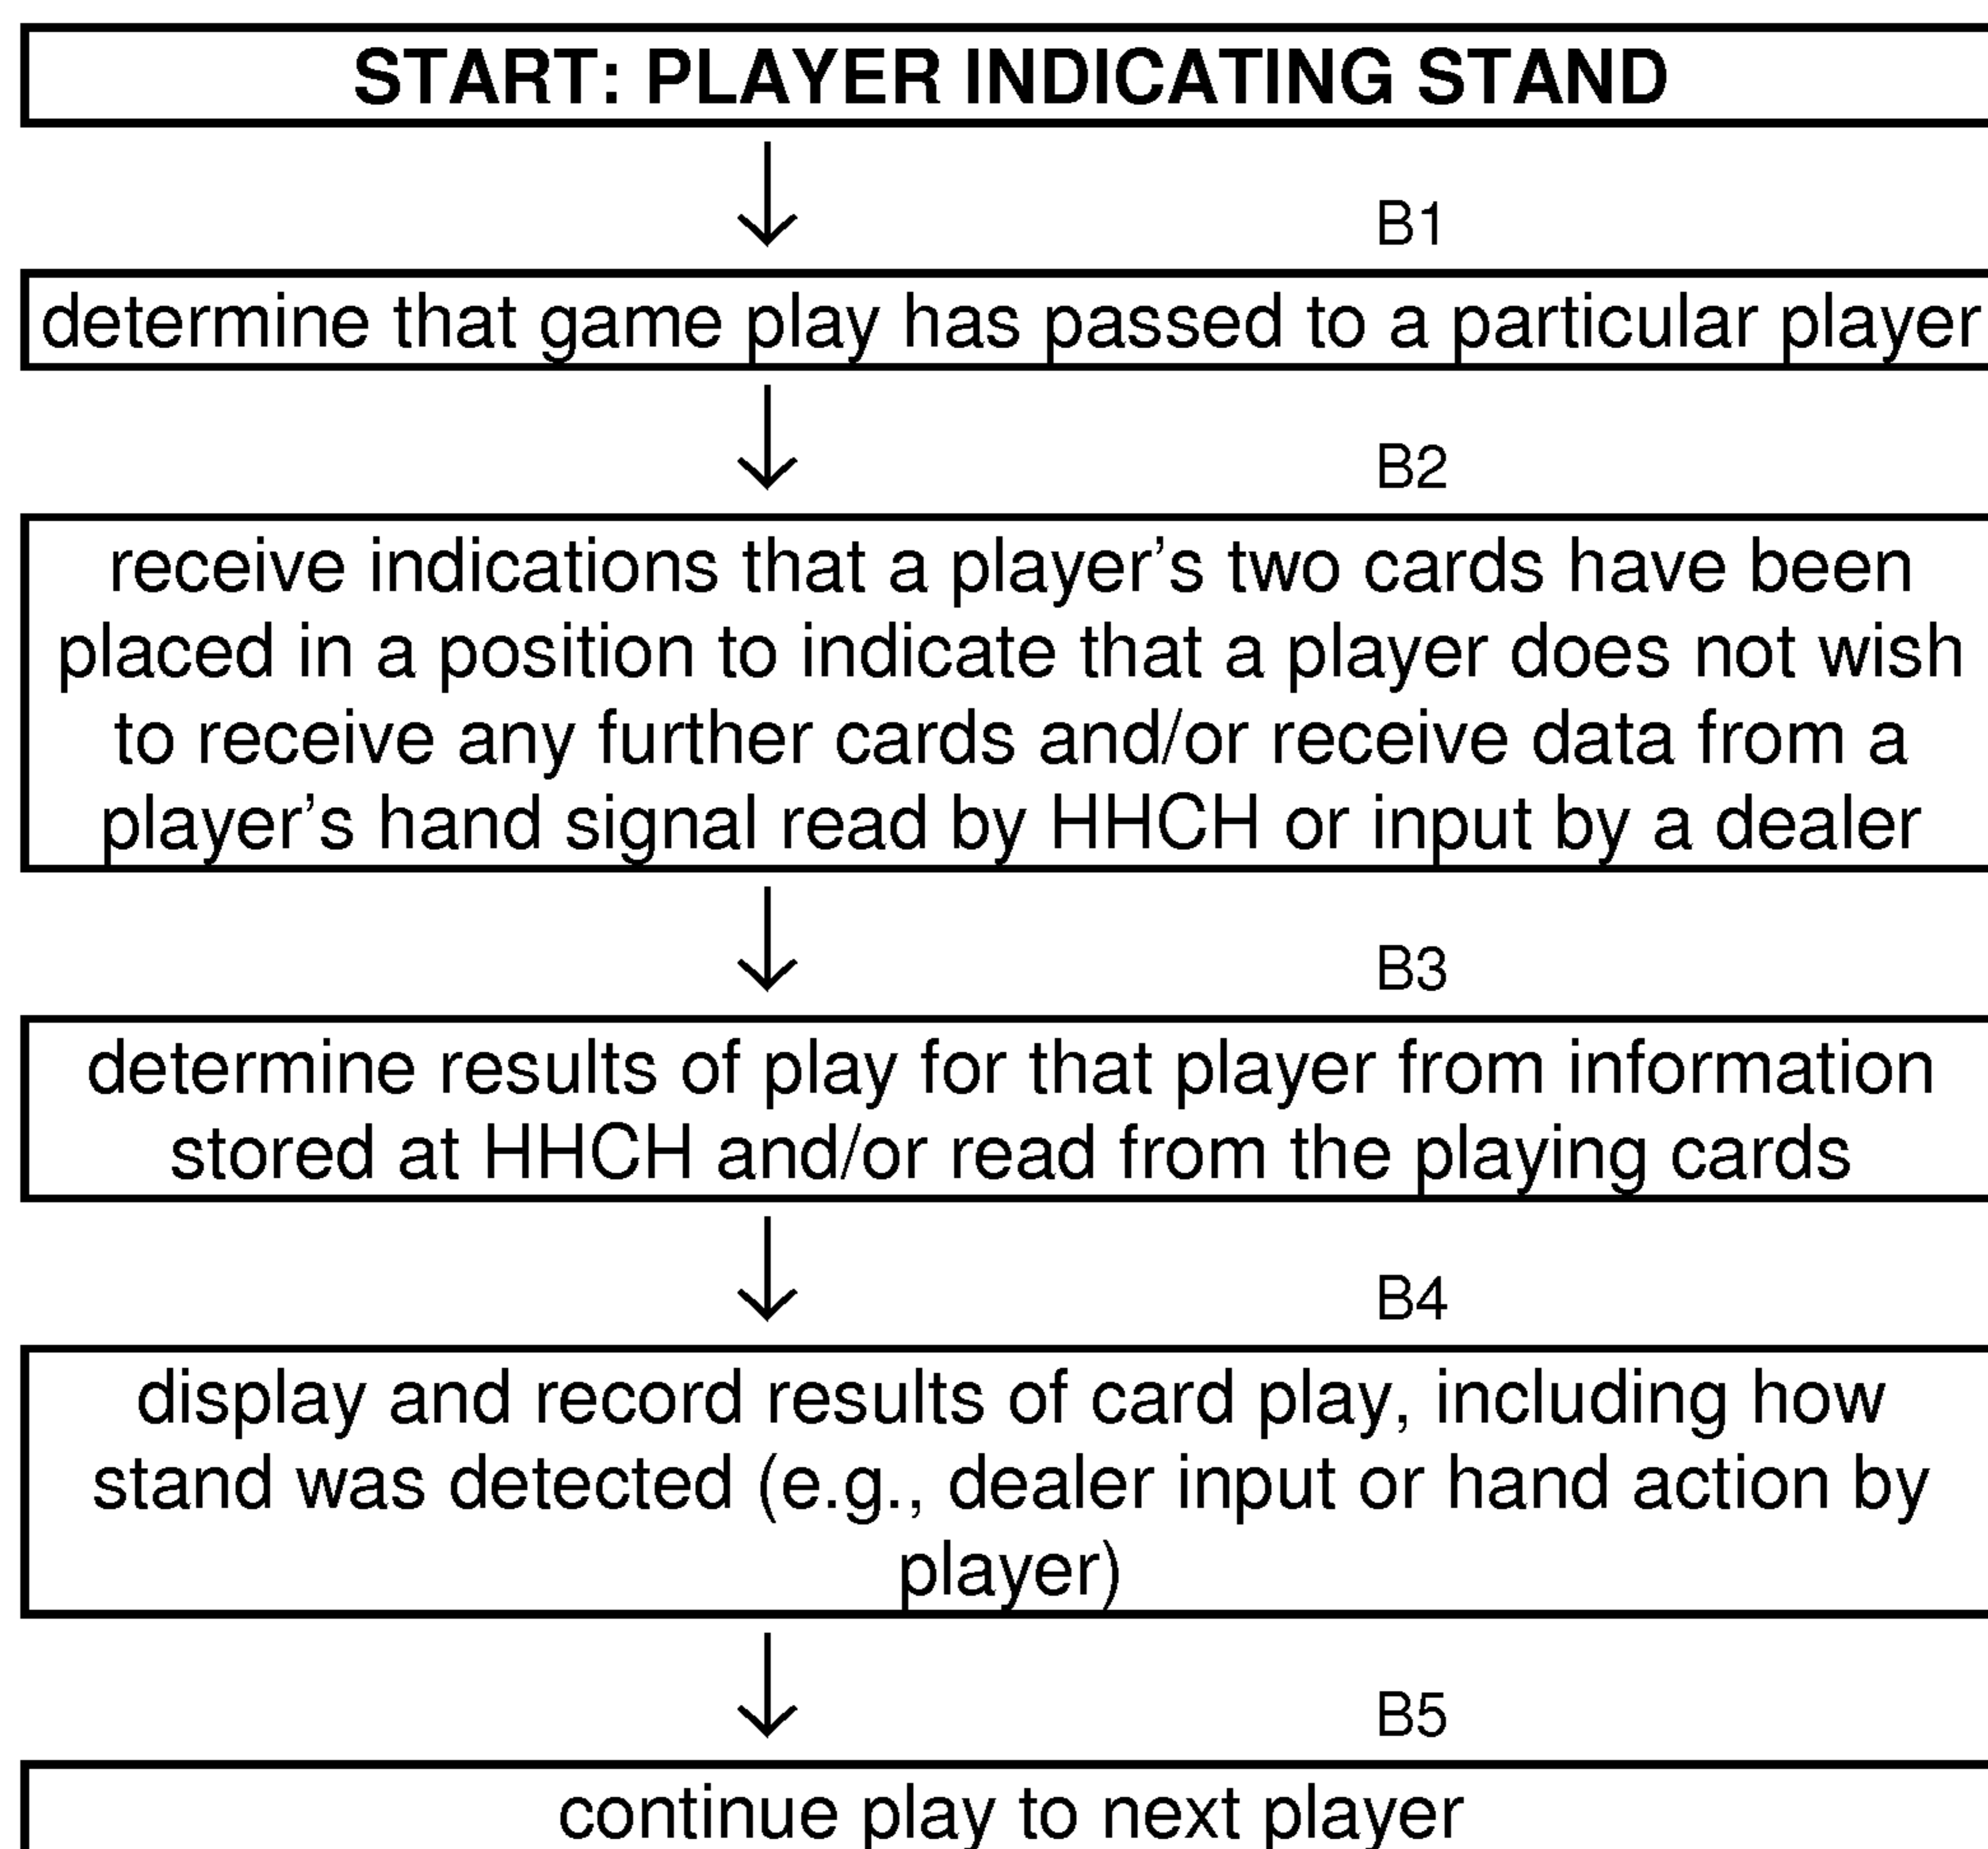 START: PLAYER INDICATING STAND
B1
determine that game play has passed to a particular player
B2
receive indications that a player’s two cards have been
placed in a position to indicate that a player does not wish
to receive any further cards and/or receive data from a
player’s hand signal read by HHCH or input by a dealer
B3
determine results of play for that player from information
stored at HHCH and/or read from the playing cards
B4
display and record results of card play, including how
stand was detected (e.g., dealer input or hand action by
player)
B5
continue play to next player